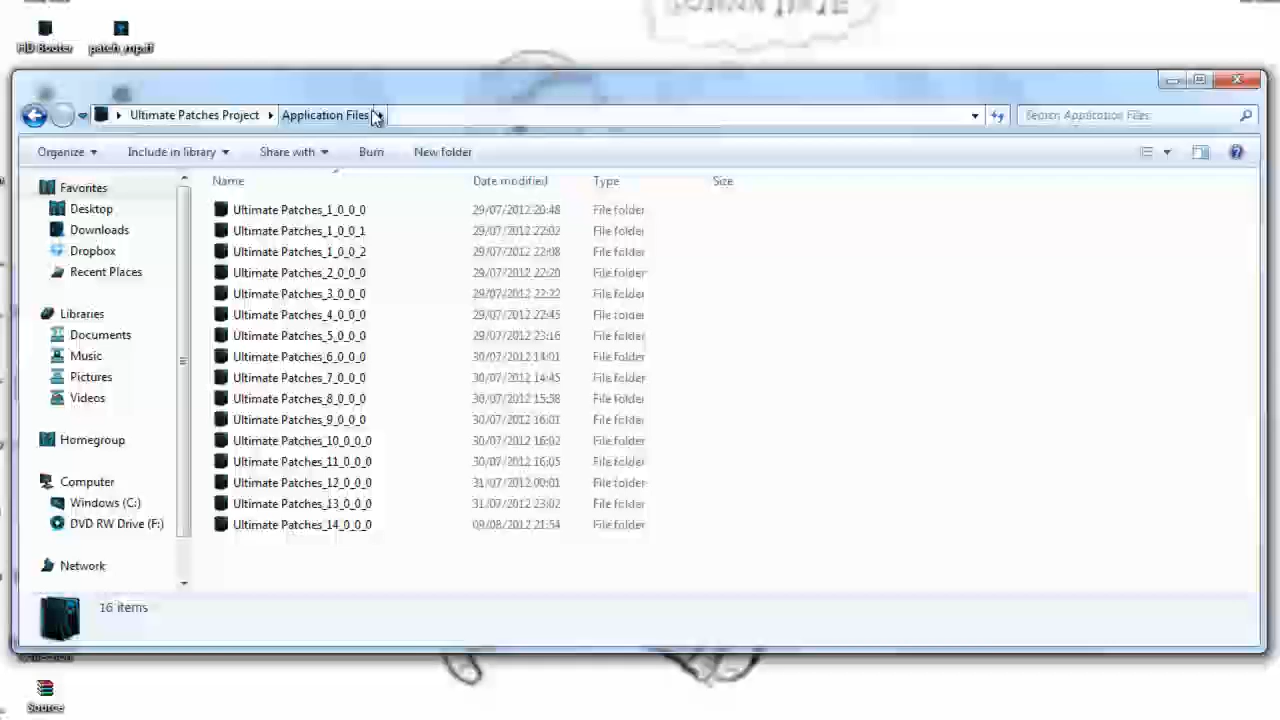 HD Booter
patch_mp.ff
Ultimate Patches Project
Application Files
Search Application Files
Organize
Include in library
Share with
Burn
New folder
Name
Date modified
Type
Size
Favorites
Desktop
Downloads
Dropbox
Recent Places
Libraries
Documents
Music
Pictures
Videos
Homegroup
Computer
Windows (C:)
DVD RW Drive (F:)
Network
Ultimate Patches_1_0_0_0 29/07/2012 20:48 File folder
Ultimate Patches_1_0_0_1 29/07/2012 22:02 File folder
Ultimate Patches_1_0_0_2 29/07/2012 22:08 File folder
Ultimate Patches_2_0_0_0 29/07/2012 22:20 File folder
Ultimate Patches_3_0_0_0 29/07/2012 22:22 File folder
Ultimate Patches_4_0_0_0 29/07/2012 22:45 File folder
Ultimate Patches_5_0_0_0 29/07/2012 23:16 File folder
Ultimate Patches_6_0_0_0 30/07/2012 14:01 File folder
Ultimate Patches_7_0_0_0 30/07/2012 14:45 File folder
Ultimate Patches_8_0_0_0 30/07/2012 15:38 File folder
Ultimate Patches_9_0_0_0 30/07/2012 16:01 File folder
Ultimate Patches_10_0_0_0 30/07/2012 16:02 File folder
Ultimate Patches_11_0_0_0 30/07/2012 16:05 File folder
Ultimate Patches_12_0_0_0 31/07/2012 00:01 File folder
Ultimate Patches_13_0_0_0 31/07/2012 23:02 File folder
Ultimate Patches_14_0_0_0 09/08/2012 21:54 File folder
16 items
Source